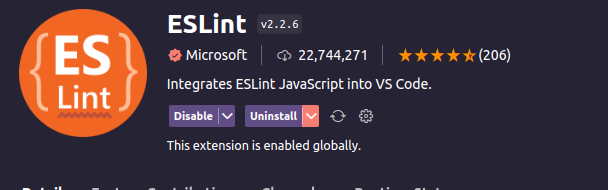 ESLint v2.2.6
ES
Lint
Microsoft 22,744,271 (206)
Integrates ESLint JavaScript into VS Code.
Disable Uninstall
This extension is enabled globally.